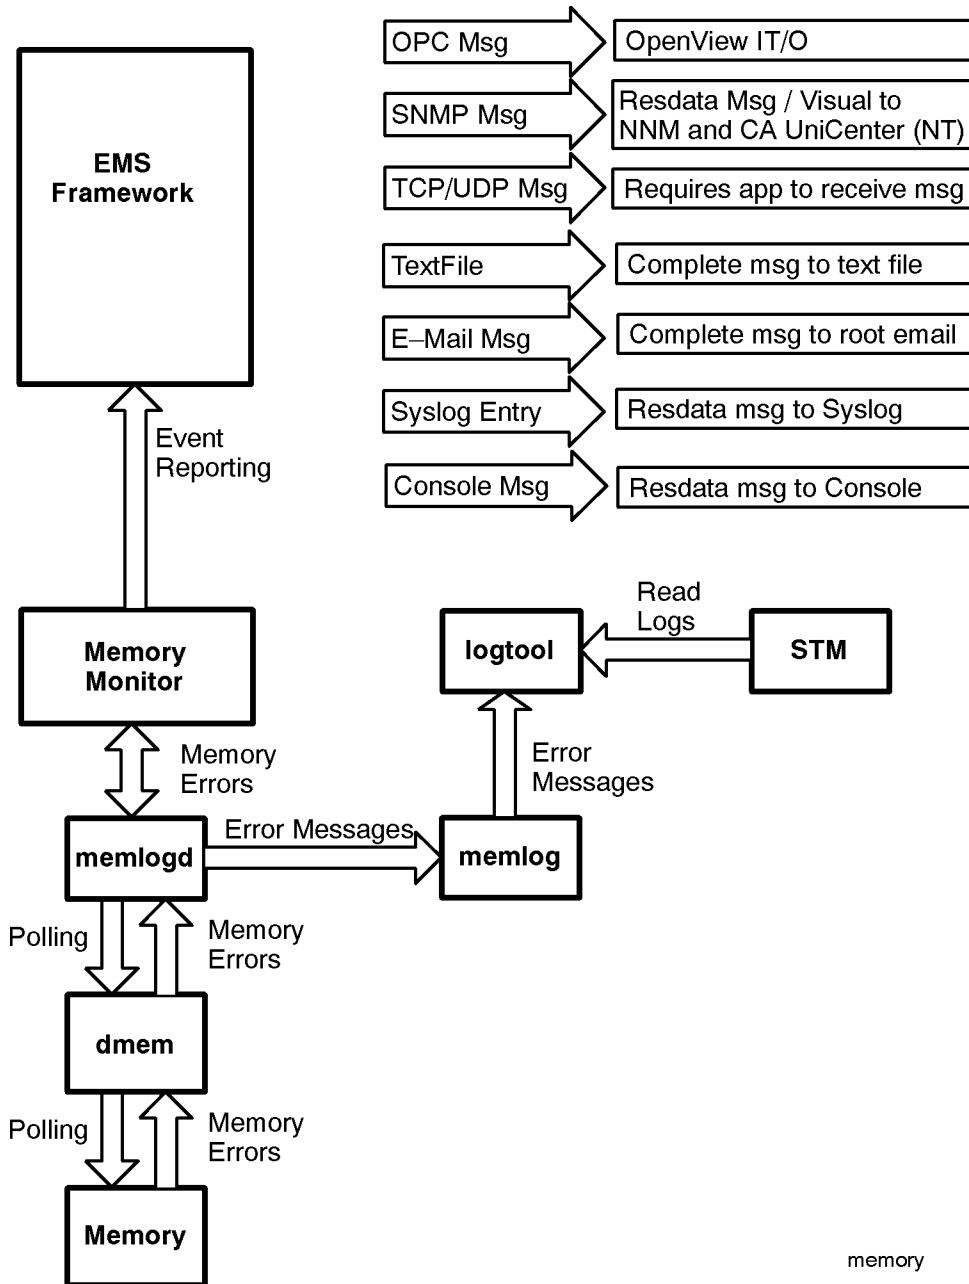 OPC Msg
OpenView IT/O
SNMP Msg
Resdata Msg / Visual to
NNM and CA UniCenter (NT)
EMS
Framework
TCP/UDP Msg
Requires app to receive msg
TextFile
Complete msg to text file
E–Mail Msg
Complete msg to root email
Syslog Entry
Resdata msg to Syslog
Event
Reporting
Console Msg
Resdata msg to Console
Read
Logs
Memory
Monitor
logtool
STM
Memory
Errors
Error
Messages
Error Messages
memlogd
memlog
Polling
Memory
Errors
dmem
Polling
Memory
Errors
Memory
memory